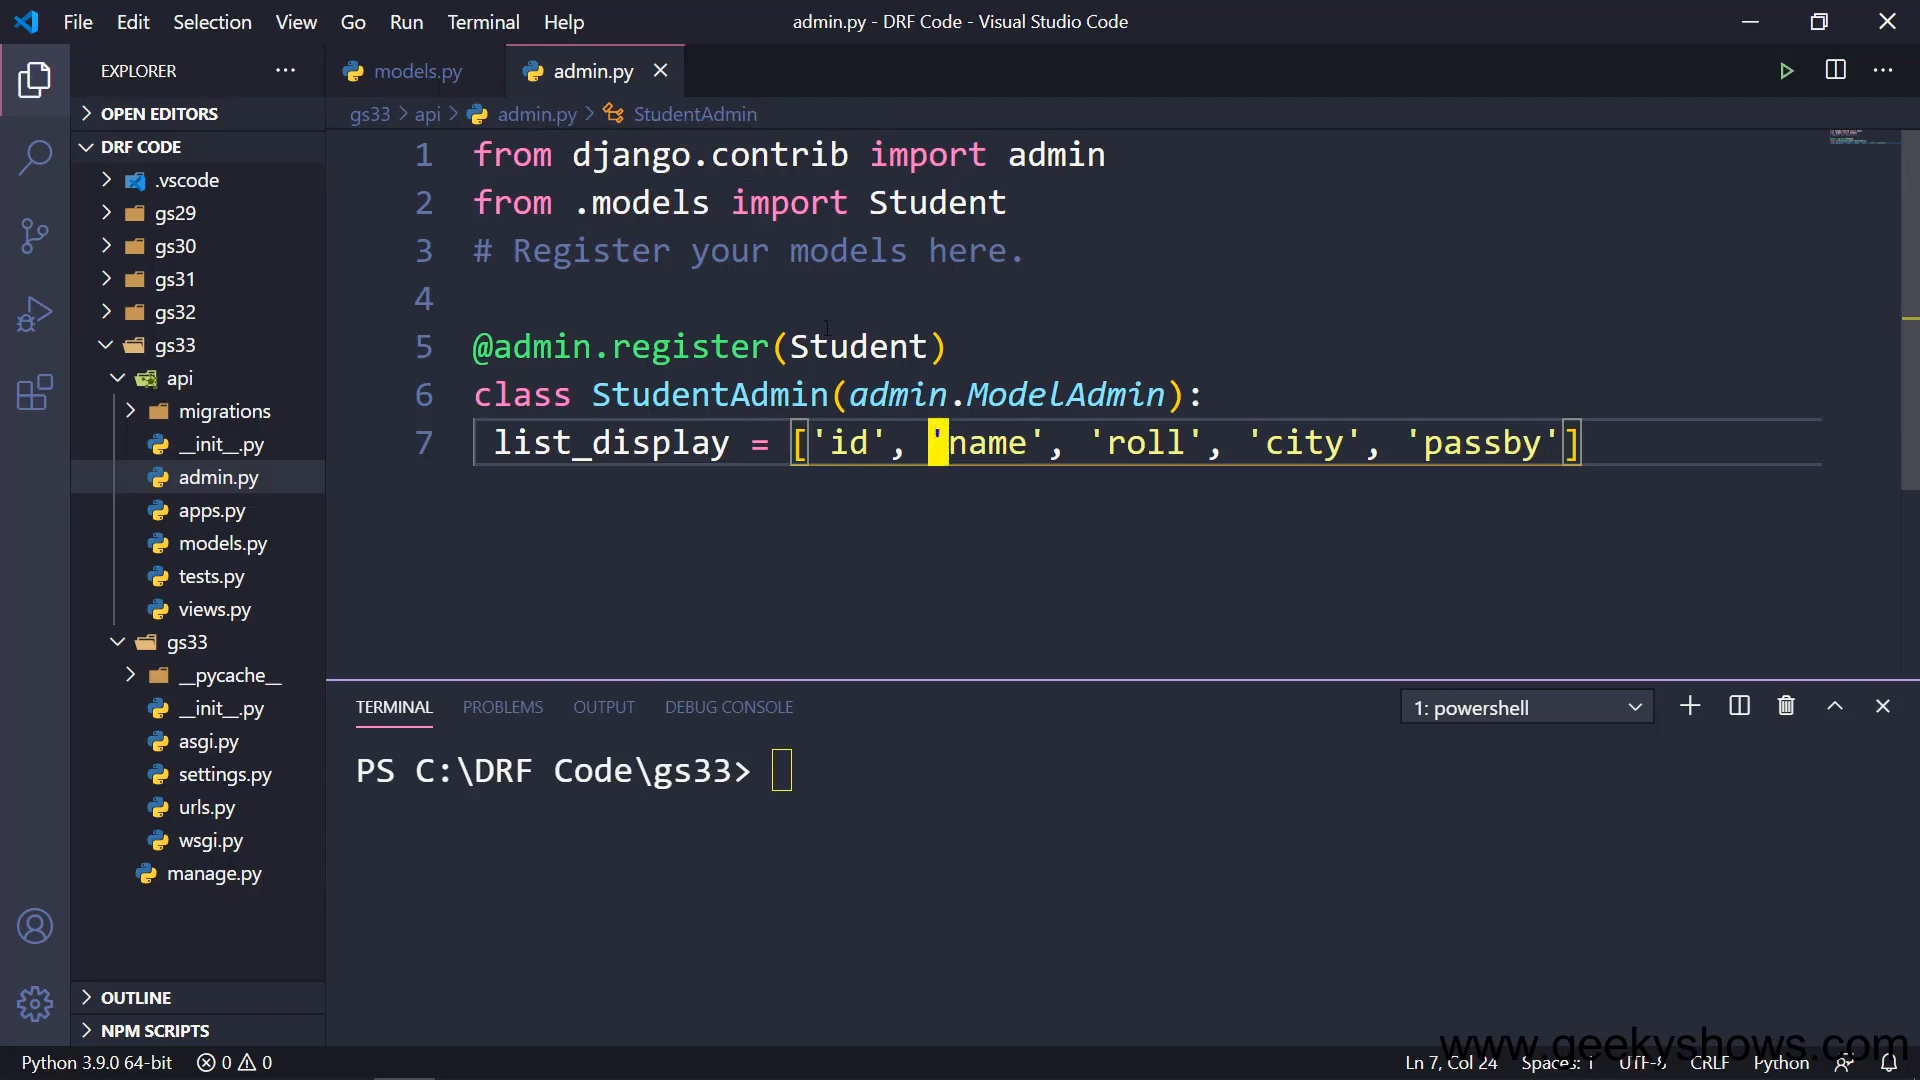 File Edit Selection View Go Run Terminal Help
admin.py - DRF Code - Visual Studio Code
EXPLORER
OPEN EDITORS
DRF CODE
.vscode
gs29
gs30
gs31
gs32
gs33
api
migrations
__init__.py
admin.py
apps.py
models.py
tests.py
views.py
gs33
__pycache__
__init__.py
asgi.py
settings.py
urls.py
wsgi.py
manage.py
OUTLINE
NPM SCRIPTS
models.py admin.py
gs33 > api > admin.py > StudentAdmin
1 from django.contrib import admin
2 from .models import Student
3 # Register your models here.
4
5 @admin.register(Student)
6 class StudentAdmin(admin.ModelAdmin):
7 list_display = ['id', 'name', 'roll', 'city', 'passby']
TERMINAL PROBLEMS OUTPUT DEBUG CONSOLE
1: powershell
PS C:\DRF Code\gs33>
www.geekyshows.com
Python 3.9.0 64-bit 0 0
Ln 7, Col 24 Spaces: 1 UTF-8 CRLF Python